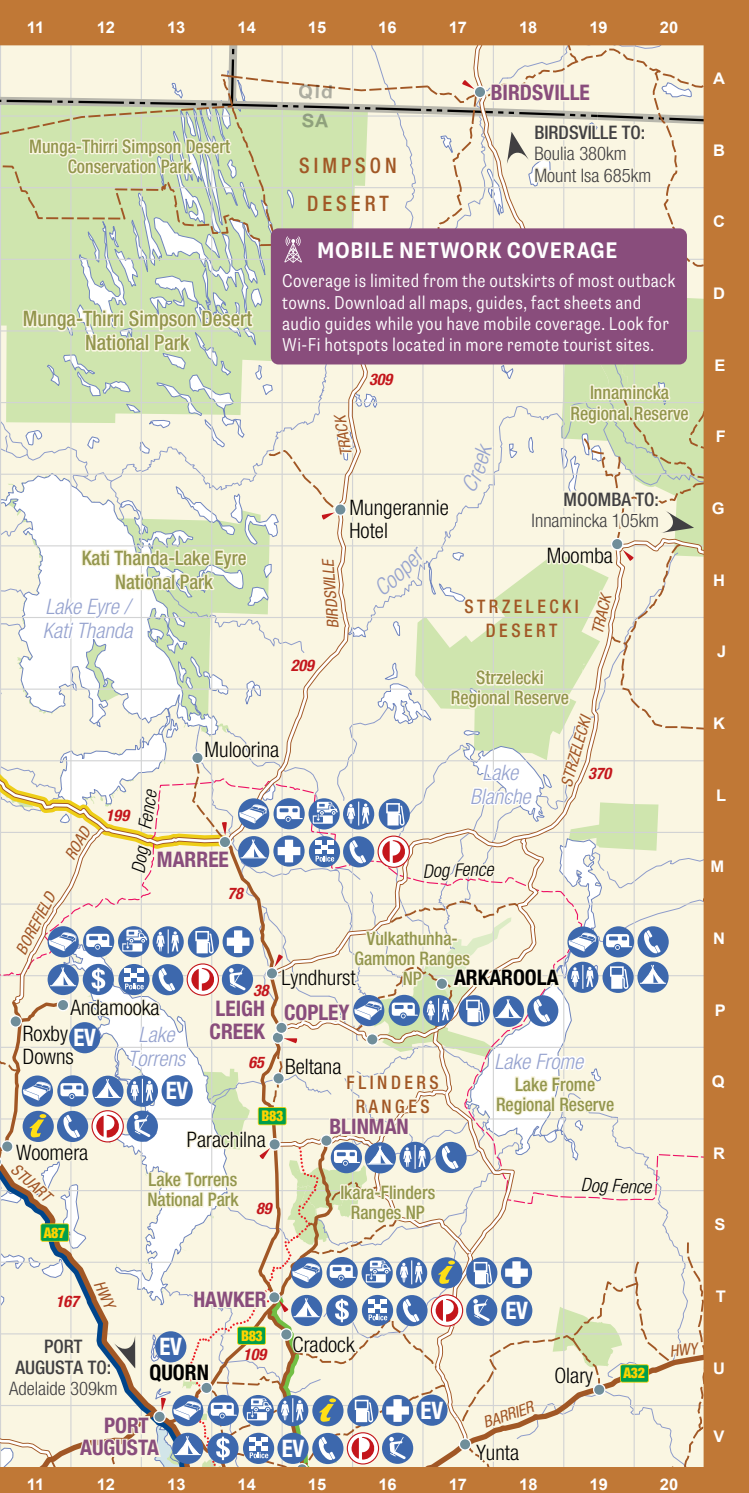 11 12 13 14 15 16 17 18 19 20
A
Qld
BIRDSVILLE
SA
BIRDSVILLE TO:
Boulia 380km
Mount Isa 685km
Munga-Thirri Simpson Desert
Conservation Park
B
SIMPSON
DESERT
C
MOBILE NETWORK COVERAGE
Coverage is limited from the outskirts of most outback
towns. Download all maps, guides, fact sheets and
audio guides while you have mobile coverage. Look for
Wi-Fi hotspots located in more remote tourist sites.
D
Munga-Thirri Simpson Desert
National Park
E
309
Innamincka
Regional Reserve
F
TRACK
Creek
G
MOOMBA TO:
Innamincka 105km
Mungerannie
Hotel
Moomba
Kati Thanda-Lake Eyre
National Park
H
Cooper
BIRDSVILLE
Lake Eyre /
Kati Thanda
STRZELECKI
DESERT
TRACK
J
209
Strzelecki
Regional Reserve
K
STRZELECKI
Muloorina
370
Lake
Blanche
L
199
Dog Fence
ROAD
Police
MARREE
M
Dog Fence
78
BOREFIELD
N
Vulkathunha-
Gammon Ranges
NP
$
Police
Lyndhurst
ARKAROOLA
38
P
Andamooka
LEIGH
CREEK
COPLEY
Roxby
Downs
EV
Lake
Torrens
65
Beltana
Lake Frome
Lake Frome
Regional Reserve
Q
EV
FLINDERS
RANGES
i
B83
BLINMAN
Parachilna
R
Woomera
STUART
Lake Torrens
National Park
Ikara-Flinders
Ranges NP
Dog Fence
89
S
A87
HWY
i
167
HAWKER
$
Police
EV
T
B83
109
Cradock
PORT
AUGUSTA TO:
Adelaide 309km
EV
QUORN
Olary
A32
HWY
U
i
EV
PORT
AUGUSTA
$
Police
EV
BARRIER
Yunta
V
11 12 13 14 15 16 17 18 19 20